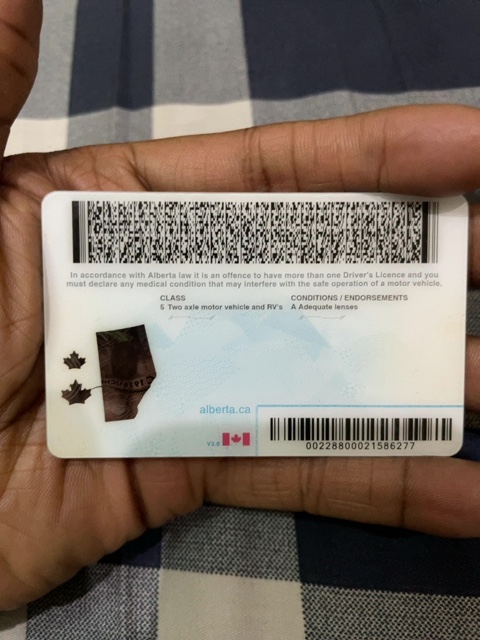 In accordance with Alberta law it is an offence to have more than one Driver's Licence and you
must declare any medical condition that may interfere with the safe operation of a motor vehicle.
CLASS
5 Two axle motor vehicle and RV's
CONDITIONS / ENDORSEMENTS
A Adequate lenses
alberta.ca
V3.0
00228800021586277